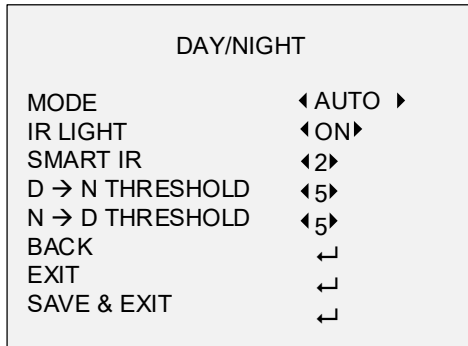 DAY/NIGHT
MODE AUTO
IR LIGHT ON
SMART IR 2
D → N THRESHOLD 5
N → D THRESHOLD 5
BACK ↵
EXIT ↵
SAVE & EXIT ↵